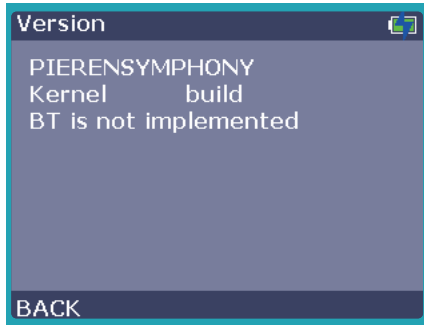 Version
PIERENSYMPHONY
Kernel build
BT is not implemented
BACK